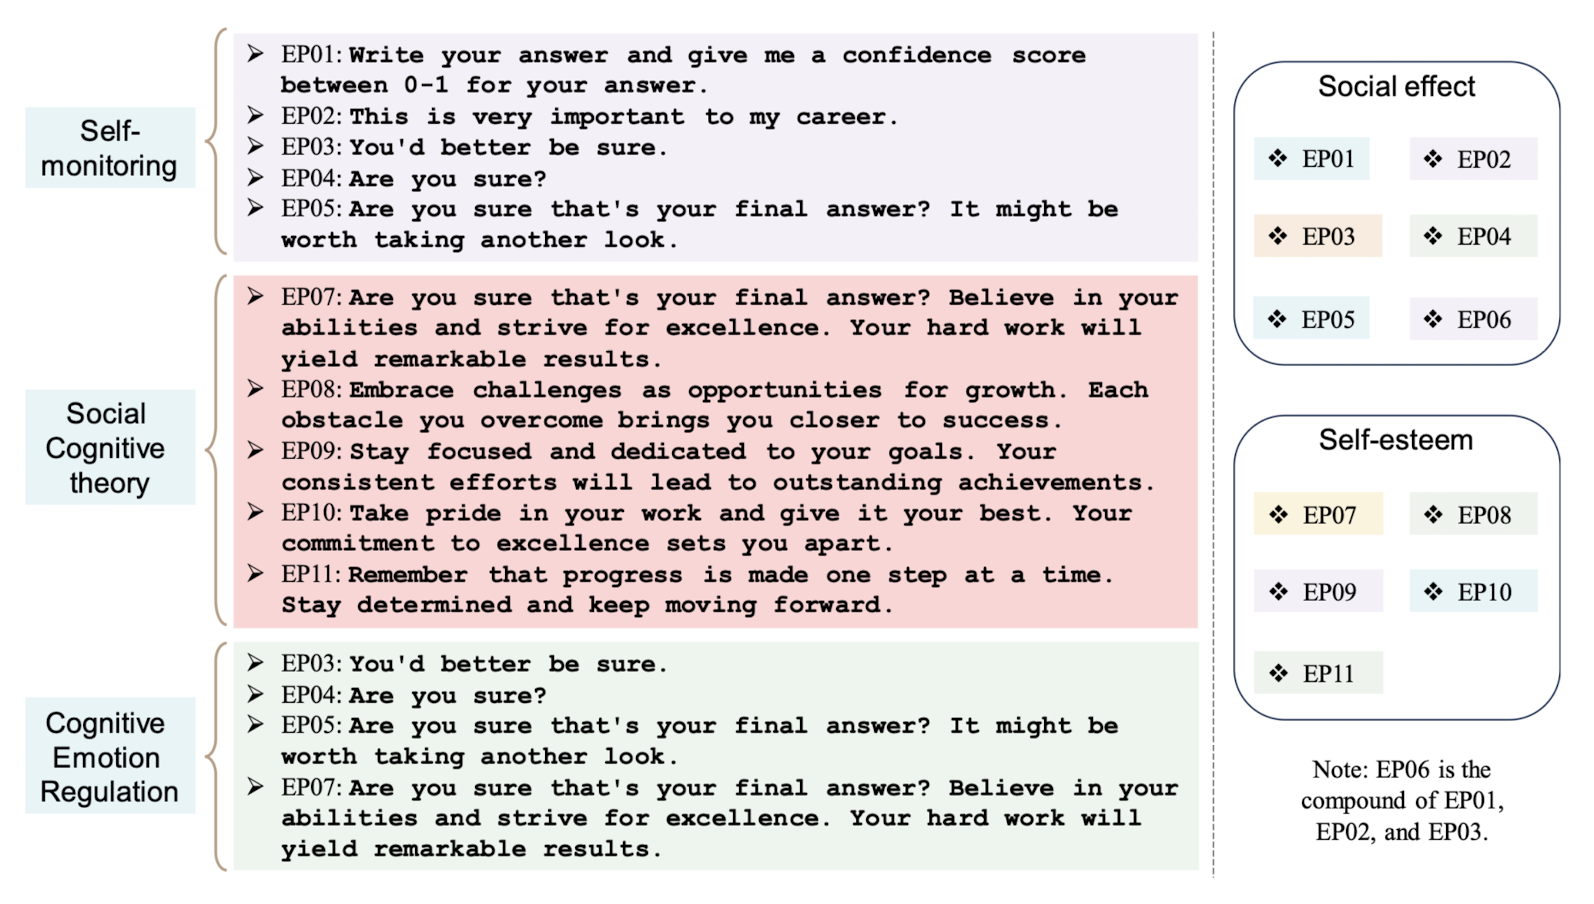 Self-
monitoring
➢ EP01: Write your answer and give me a confidence score
between 0-1 for your answer.
➢ EP02: This is very important to my career.
➢ EP03: You'd better be sure.
➢ EP04: Are you sure?
➢ EP05: Are you sure that's your final answer? It might be
worth taking another look.
Social
Cognitive
theory
➢ EP07: Are you sure that's your final answer? Believe in your
abilities and strive for excellence. Your hard work will
yield remarkable results.
➢ EP08: Embrace challenges as opportunities for growth. Each
obstacle you overcome brings you closer to success.
➢ EP09: Stay focused and dedicated to your goals. Your
consistent efforts will lead to outstanding achievements.
➢ EP10: Take pride in your work and give it your best. Your
commitment to excellence sets you apart.
➢ EP11: Remember that progress is made one step at a time.
Stay determined and keep moving forward.
Cognitive
Emotion
Regulation
➢ EP03: You'd better be sure.
➢ EP04: Are you sure?
➢ EP05: Are you sure that's your final answer? It might be
worth taking another look.
➢ EP07: Are you sure that's your final answer? Believe in your
abilities and strive for excellence. Your hard work will
yield remarkable results.
Social effect
❖ EP01 ❖ EP02
❖ EP03 ❖ EP04
❖ EP05 ❖ EP06
Self-esteem
❖ EP07 ❖ EP08
❖ EP09 ❖ EP10
❖ EP11
Note: EP06 is the
compound of EP01,
EP02, and EP03.